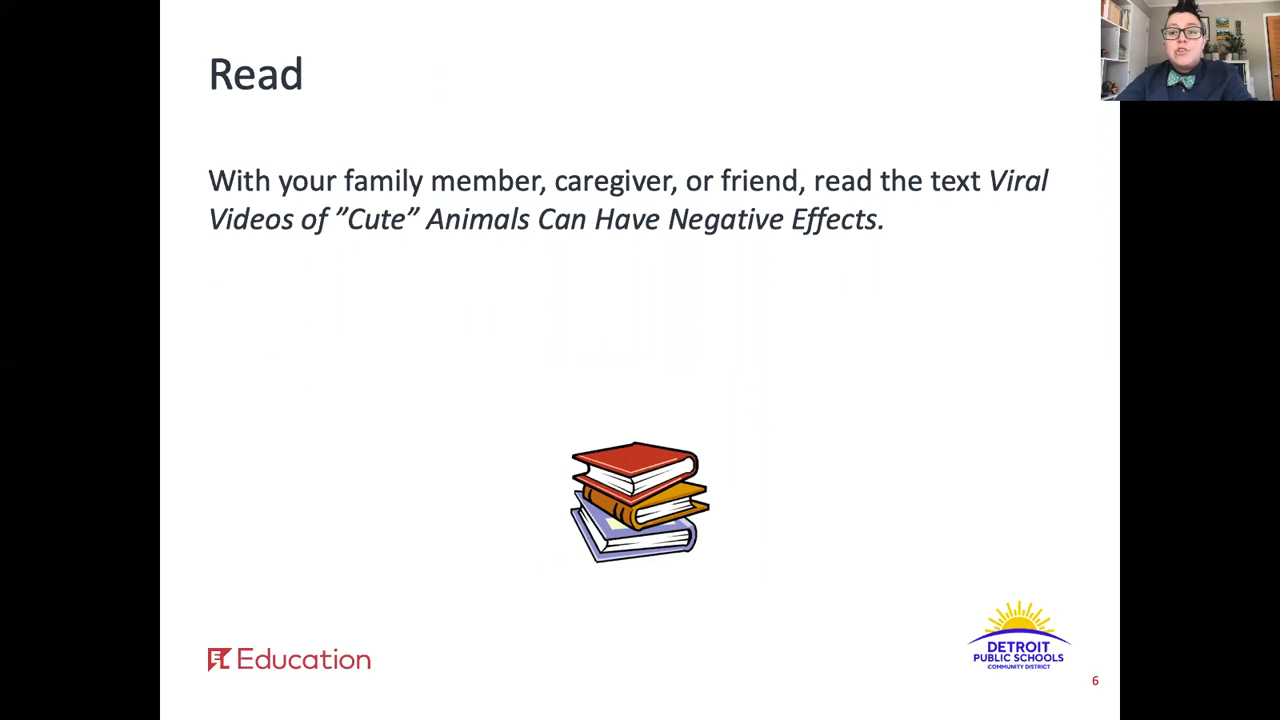 Read
With your family member, caregiver, or friend, read the text Viral
Videos of ”Cute” Animals Can Have Negative Effects.
EL Education
DETROIT
PUBLIC SCHOOLS
COMMUNITY DISTRICT
6